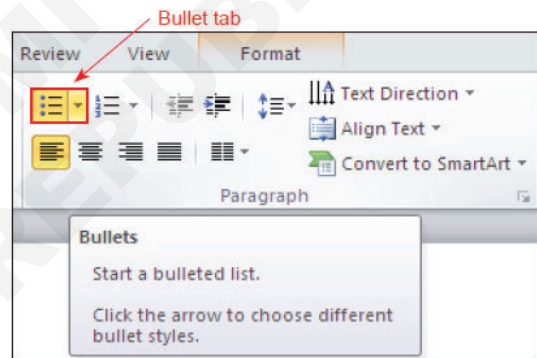 Bullet tab
Review View Format
Text Direction
Align Text
Convert to SmartArt
Paragraph
Bullets
Start a bulleted list.
Click the arrow to choose different
bullet styles.